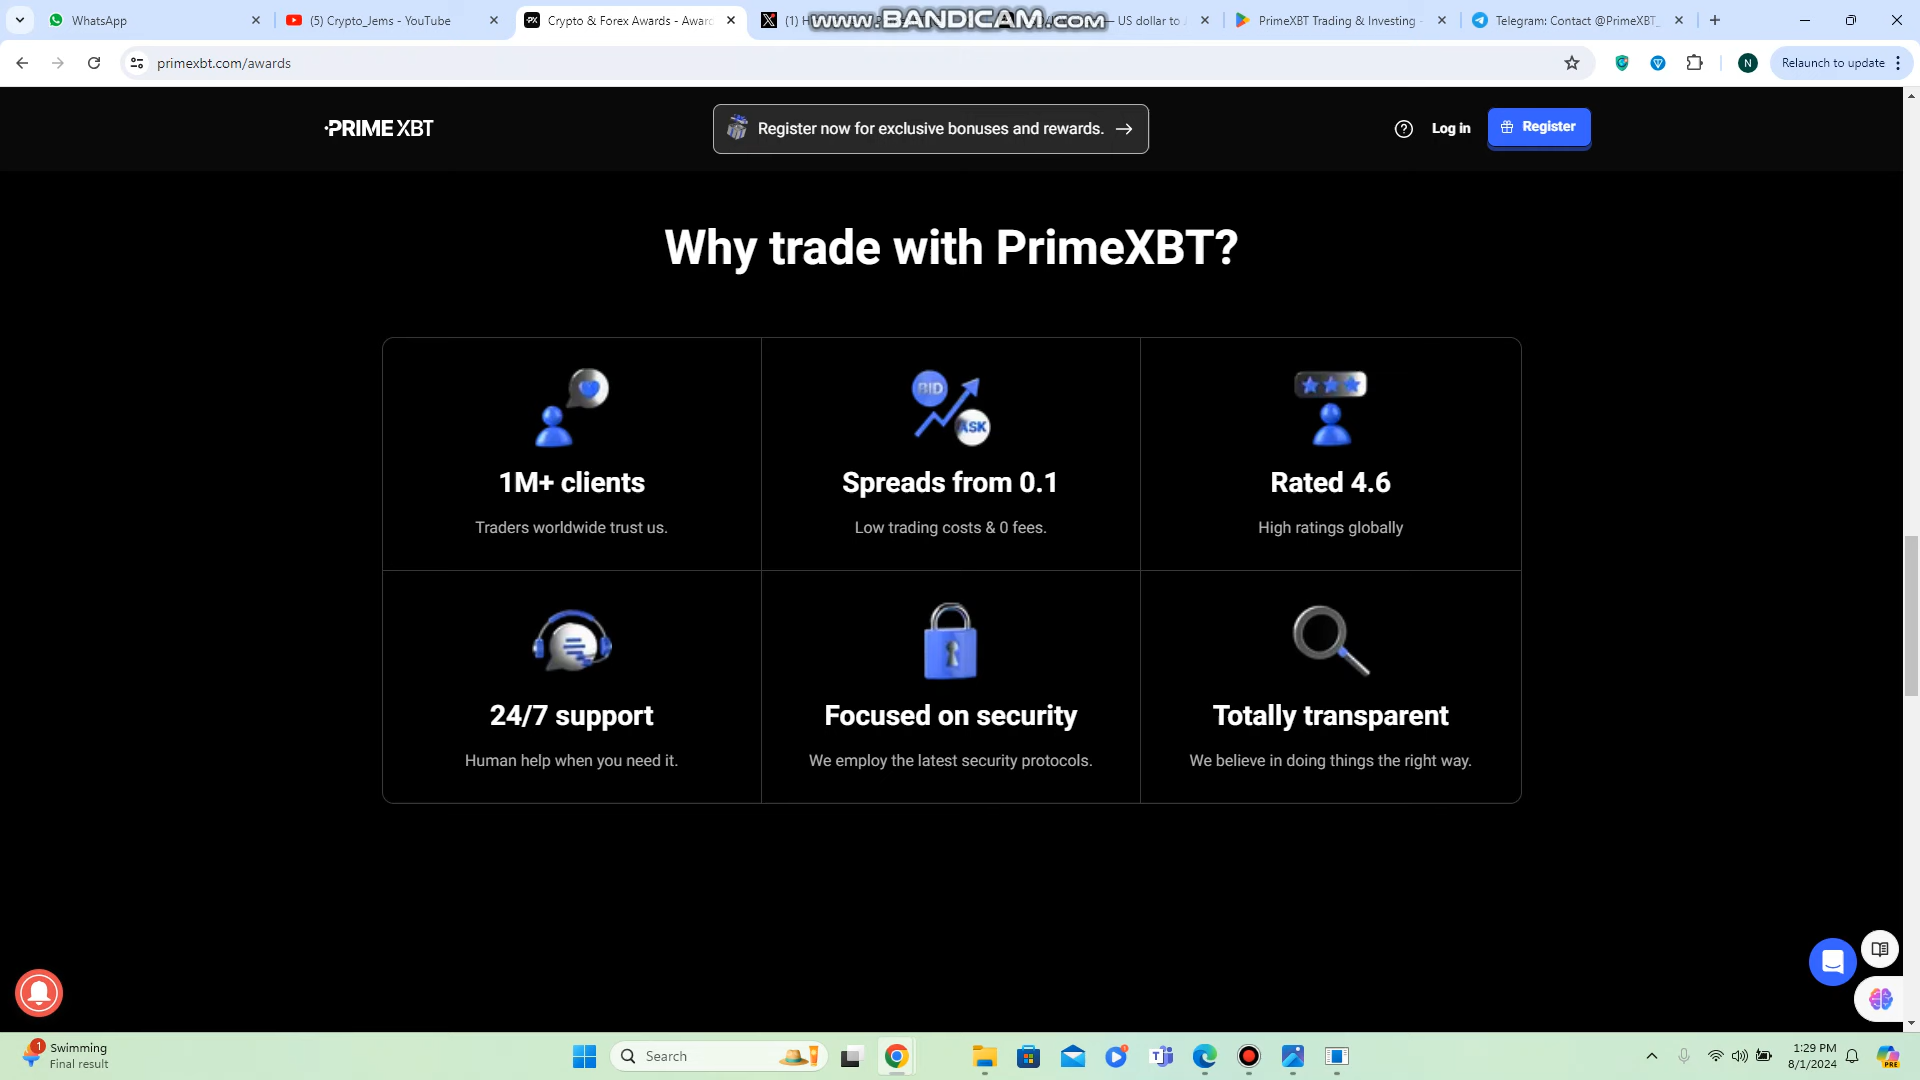 WhatsApp
(5) Crypto_Jems - YouTube
Crypto & Forex Awards - Awar
(1) H
www.BANDICAM.com
— US dollar to
PrimeXBT Trading & Investing -
Telegram: Contact @PrimeXBT_
primexbt.com/awards
N
Relaunch to update
PRIME XBT
Register now for exclusive bonuses and rewards. →
Log in
Register
Why trade with PrimeXBT?
BID
ASK
1M+ clients
Spreads from 0.1
Rated 4.6
Traders worldwide trust us.
Low trading costs & 0 fees.
High ratings globally
24/7 support
Focused on security
Totally transparent
Human help when you need it.
We employ the latest security protocols.
We believe in doing things the right way.
1
Swimming
Final result
Search
1:29 PM
8/1/2024
PRE